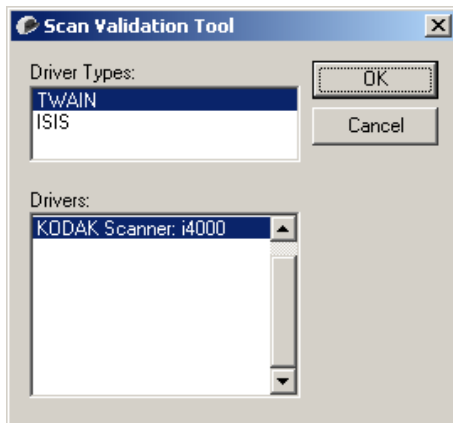 Scan Validation Tool
Driver Types:
OK
TWAIN
ISIS
Cancel
Drivers:
KODAK Scanner: i4000